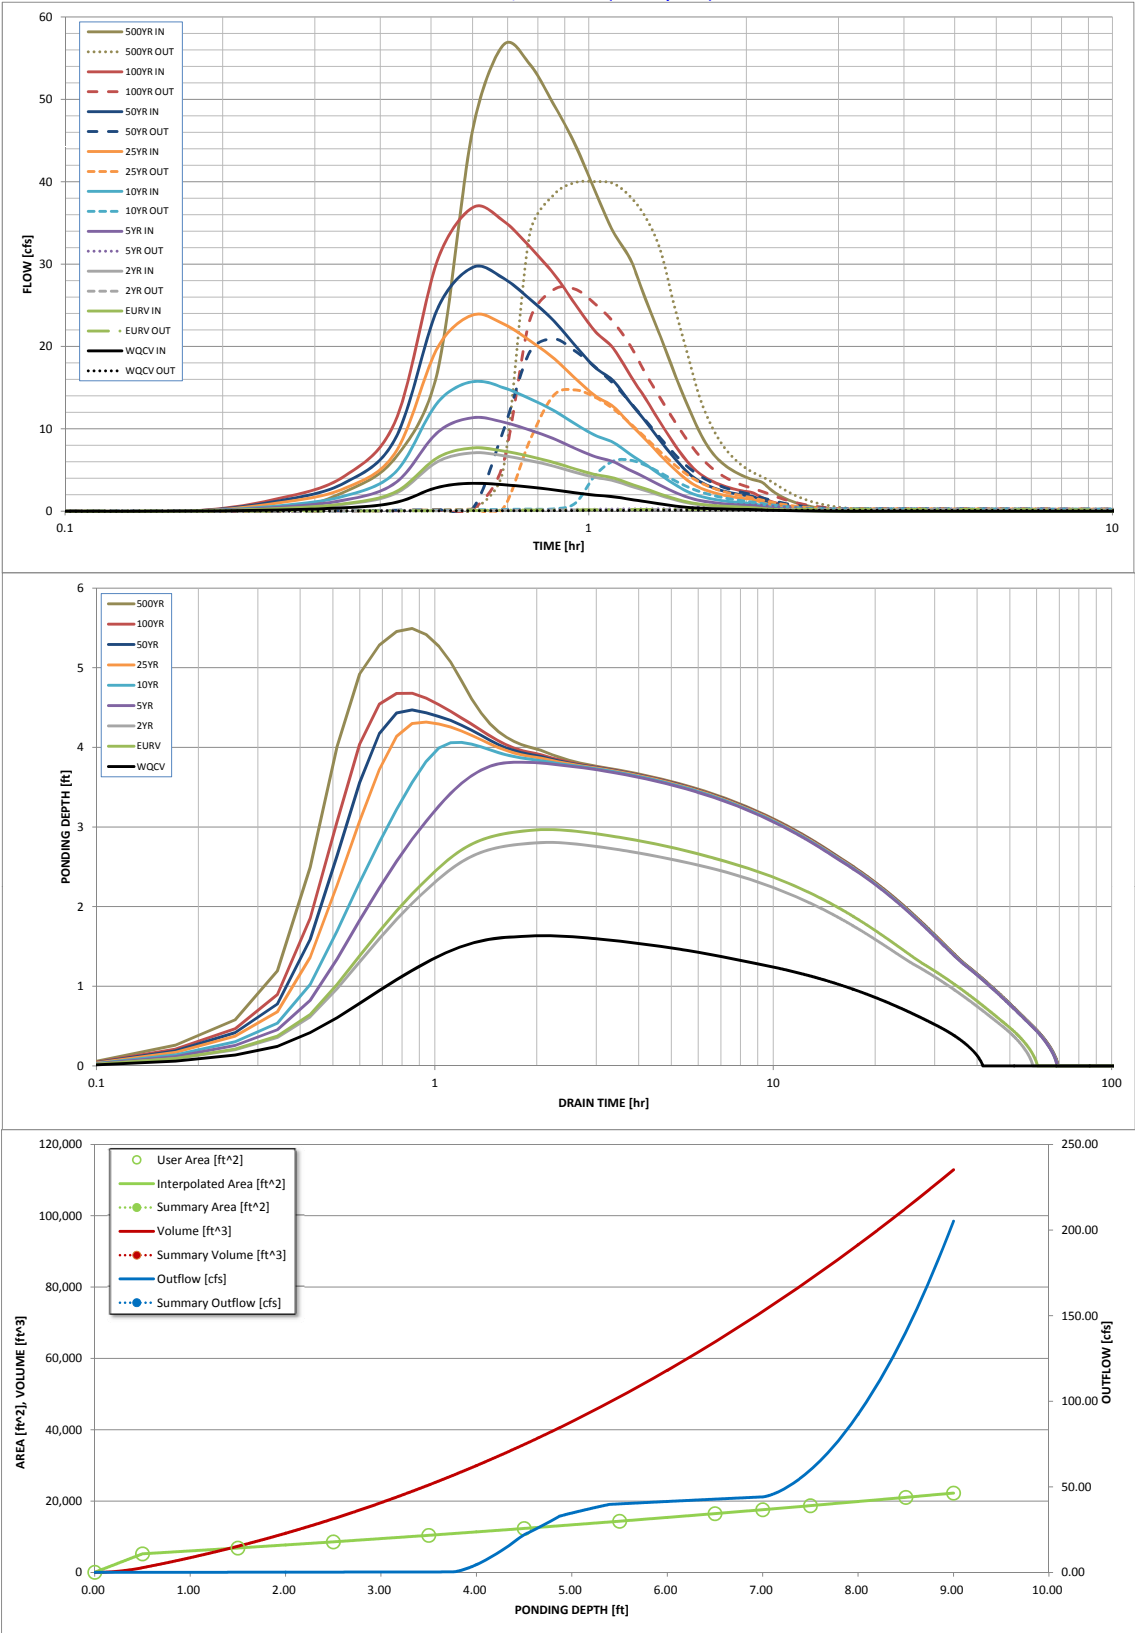 60
50
40
30
20
10
0
FLOW [cfs]
500YR IN
500YR OUT
100YR IN
100YR OUT
50YR IN
50YR OUT
25YR IN
25YR OUT
10YR IN
10YR OUT
5YR IN
5YR OUT
2YR IN
2YR OUT
EURV IN
EURV OUT
WQCV IN
WQCV OUT
0.1 1 10
TIME [hr]
6
5
4
3
2
1
0
PONDING DEPTH [ft]
500YR
100YR
50YR
25YR
10YR
5YR
2YR
EURV
WQCV
0.1 1 10 100
DRAIN TIME [hr]
120,000
100,000
80,000
60,000
40,000
20,000
0
AREA [ft^2], VOLUME [ft^3]
User Area [ft^2]
Interpolated Area [ft^2]
Summary Area [ft^2]
Volume [ft^3]
Summary Volume [ft^3]
Outflow [cfs]
Summary Outflow [cfs]
250.00
200.00
150.00
100.00
50.00
0.00
OUTFLOW [cfs]
0.00 1.00 2.00 3.00 4.00 5.00 6.00 7.00 8.00 9.00 10.00
PONDING DEPTH [ft]